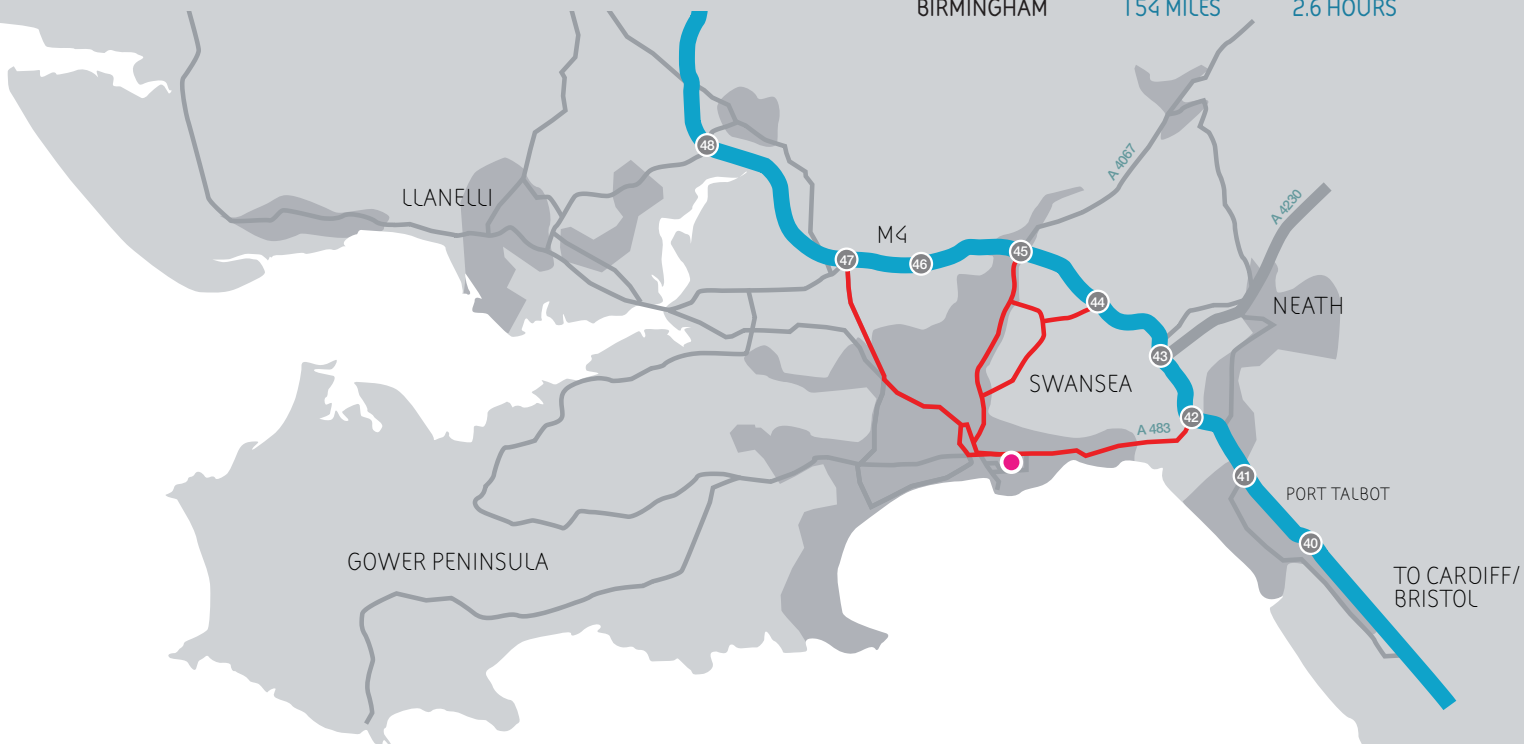 BIRMINGHAM 154 MILES 2.6 HOURS
A 4067
48
LLANELLI
A 4230
M4
45
47
46
44
NEATH
43
SWANSEA
42
A 483
41
PORT TALBOT
40
GOWER PENINSULA
TO CARDIFF/
BRISTOL